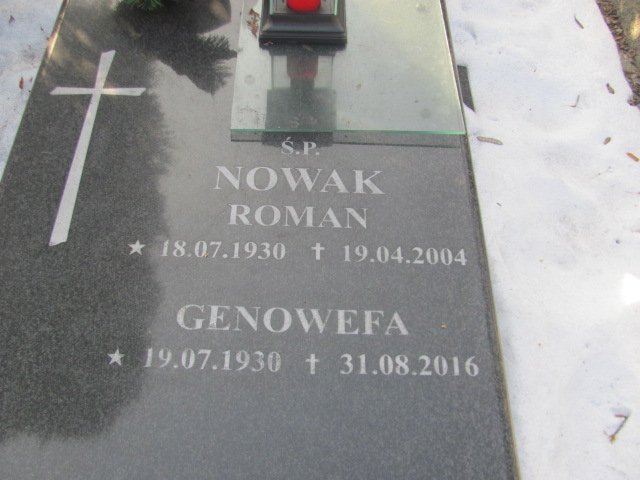 Ś.P.
NOWAK
ROMAN
★ 18.07.1930 ✝ 19.04.2004
GENOWEFA
★ 19.07.1930 ✝ 31.08.2016